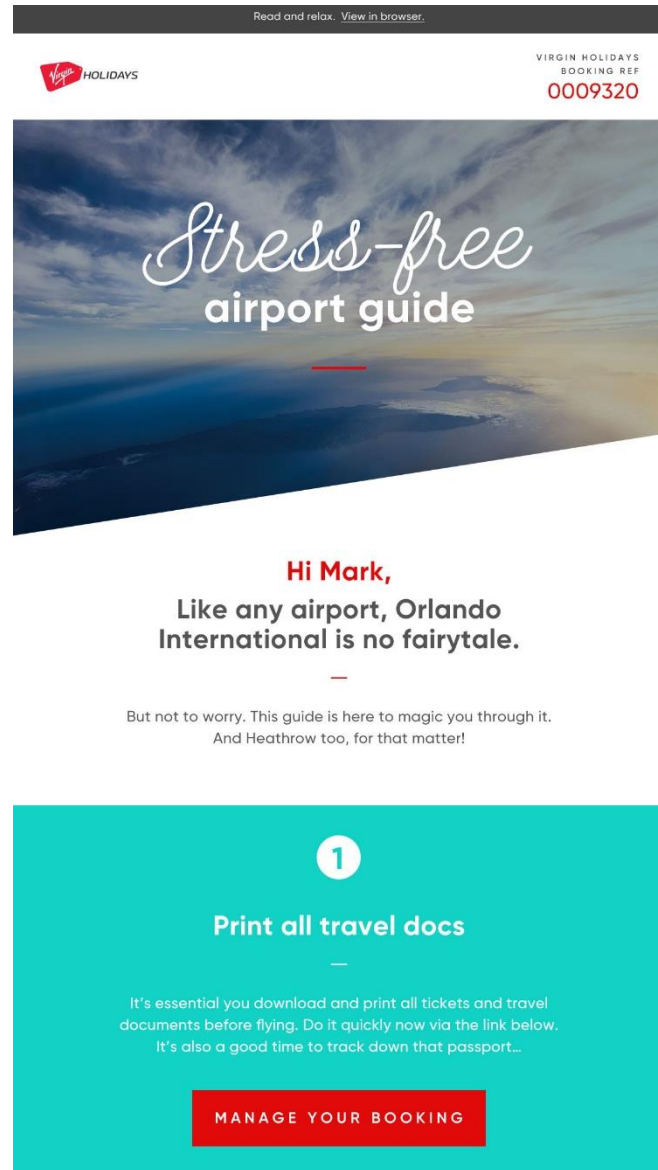 Read and relax. View in browser.
Virgin HOLIDAYS
VIRGIN HOLIDAYS
BOOKING REF
0009320
Stress-free
airport guide
Hi Mark,
Like any airport, Orlando
International is no fairytale.
But not to worry. This guide is here to magic you through it.
And Heathrow too, for that matter!
1
Print all travel docs
It's essential you download and print all tickets and travel
documents before flying. Do it quickly now via the link below.
It's also a good time to track down that passport...
MANAGE YOUR BOOKING